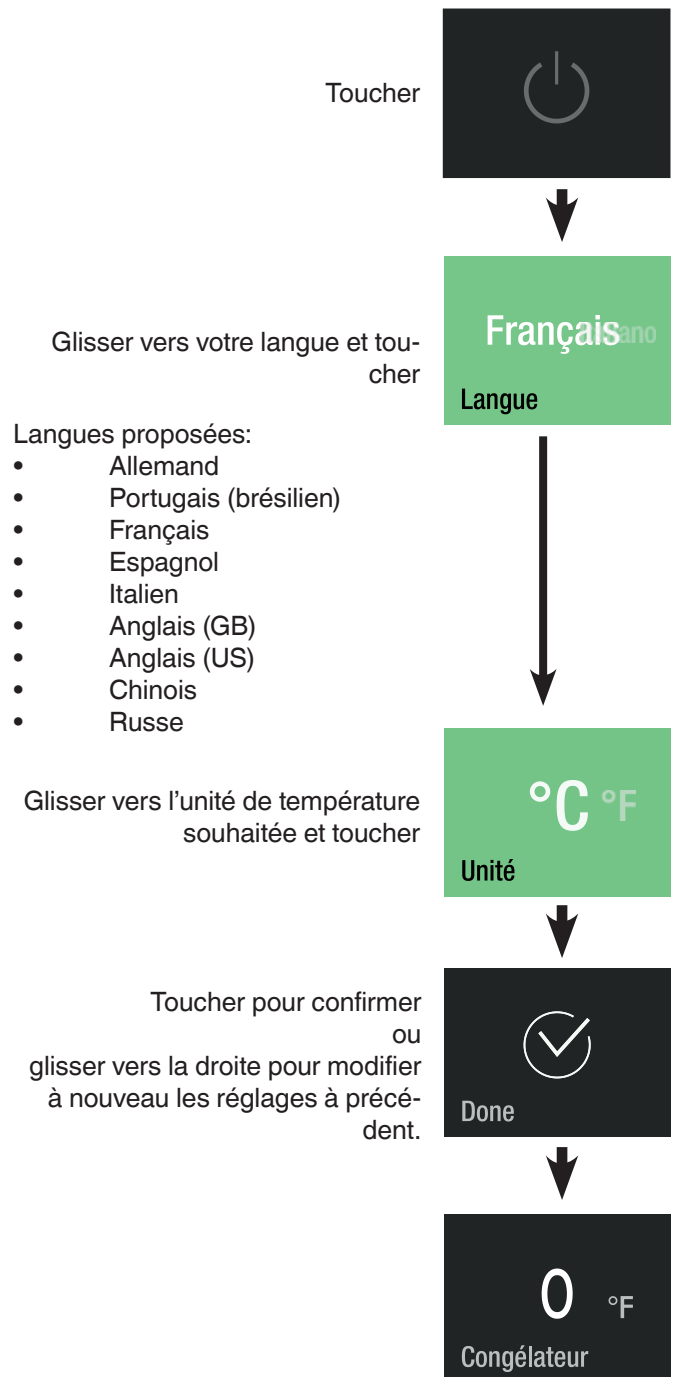 Toucher
Glisser vers votre langue et tou-
cher
Français
Italiano
Langue
Langues proposées:
• Allemand
• Portugais (brésilien)
• Français
• Espagnol
• Italien
• Anglais (GB)
• Anglais (US)
• Chinois
• Russe
Glisser vers l’unité de température
souhaitée et toucher
°C °F
Unité
Toucher pour confirmer
ou
glisser vers la droite pour modifier
à nouveau les réglages à précé-
dent.
Done
0 °F
Congélateur